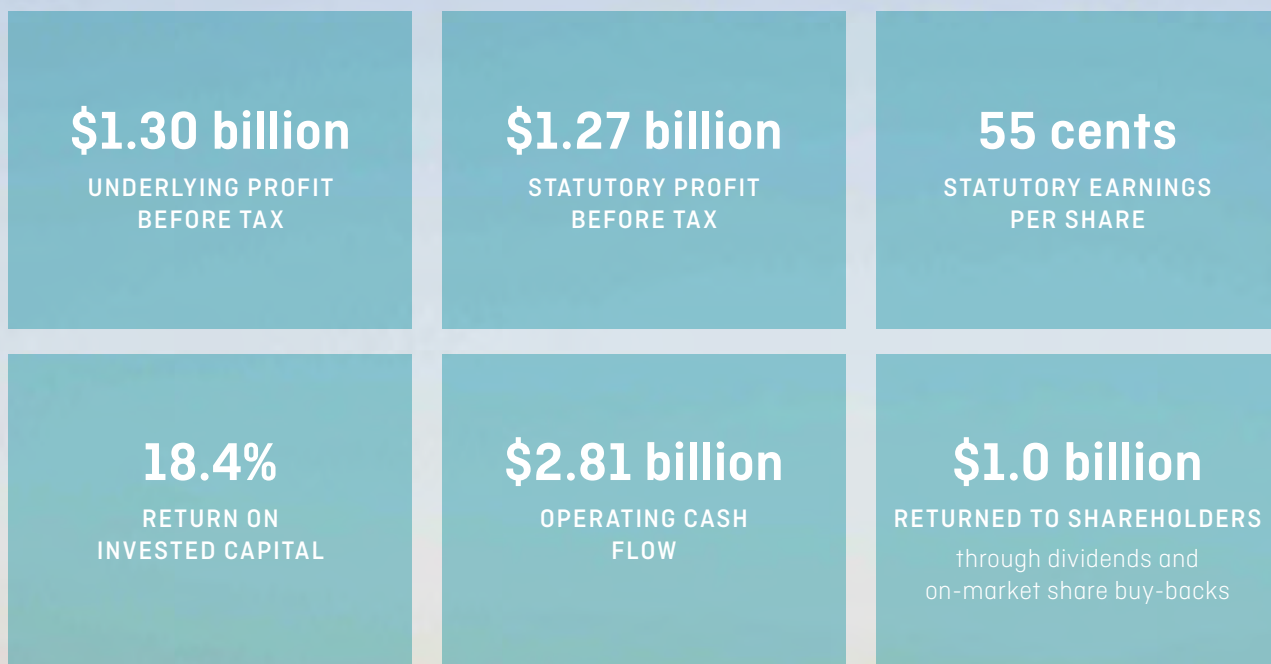 $1.30 billion
UNDERLYING PROFIT
BEFORE TAX
$1.27 billion
STATUTORY PROFIT
BEFORE TAX
55 cents
STATUTORY EARNINGS
PER SHARE
18.4%
RETURN ON
INVESTED CAPITAL
$2.81 billion
OPERATING CASH
FLOW
$1.0 billion
RETURNED TO SHAREHOLDERS
through dividends and
on-market share buy-backs